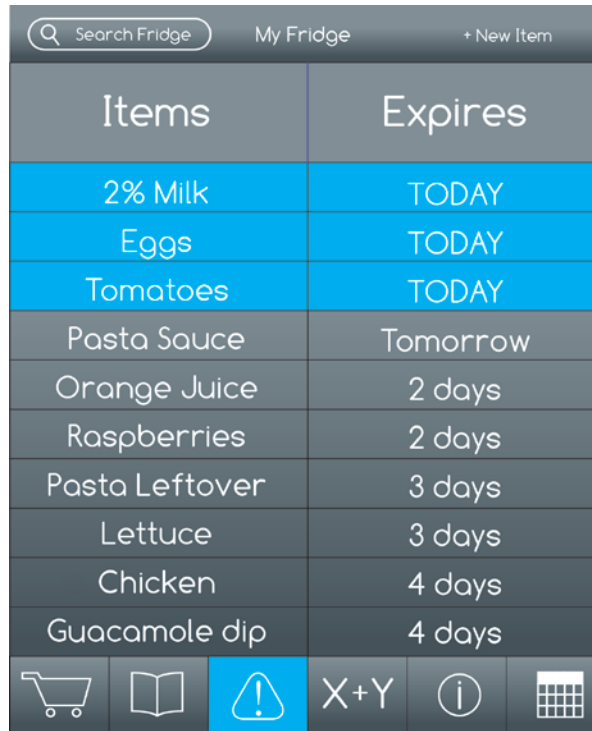 Search Fridge My Fridge + New Item
Items Expires
2% Milk TODAY
Eggs TODAY
Tomatoes TODAY
Pasta Sauce Tomorrow
Orange Juice 2 days
Raspberries 2 days
Pasta Leftover 3 days
Lettuce 3 days
Chicken 4 days
Guacamole dip 4 days
! X+Y i